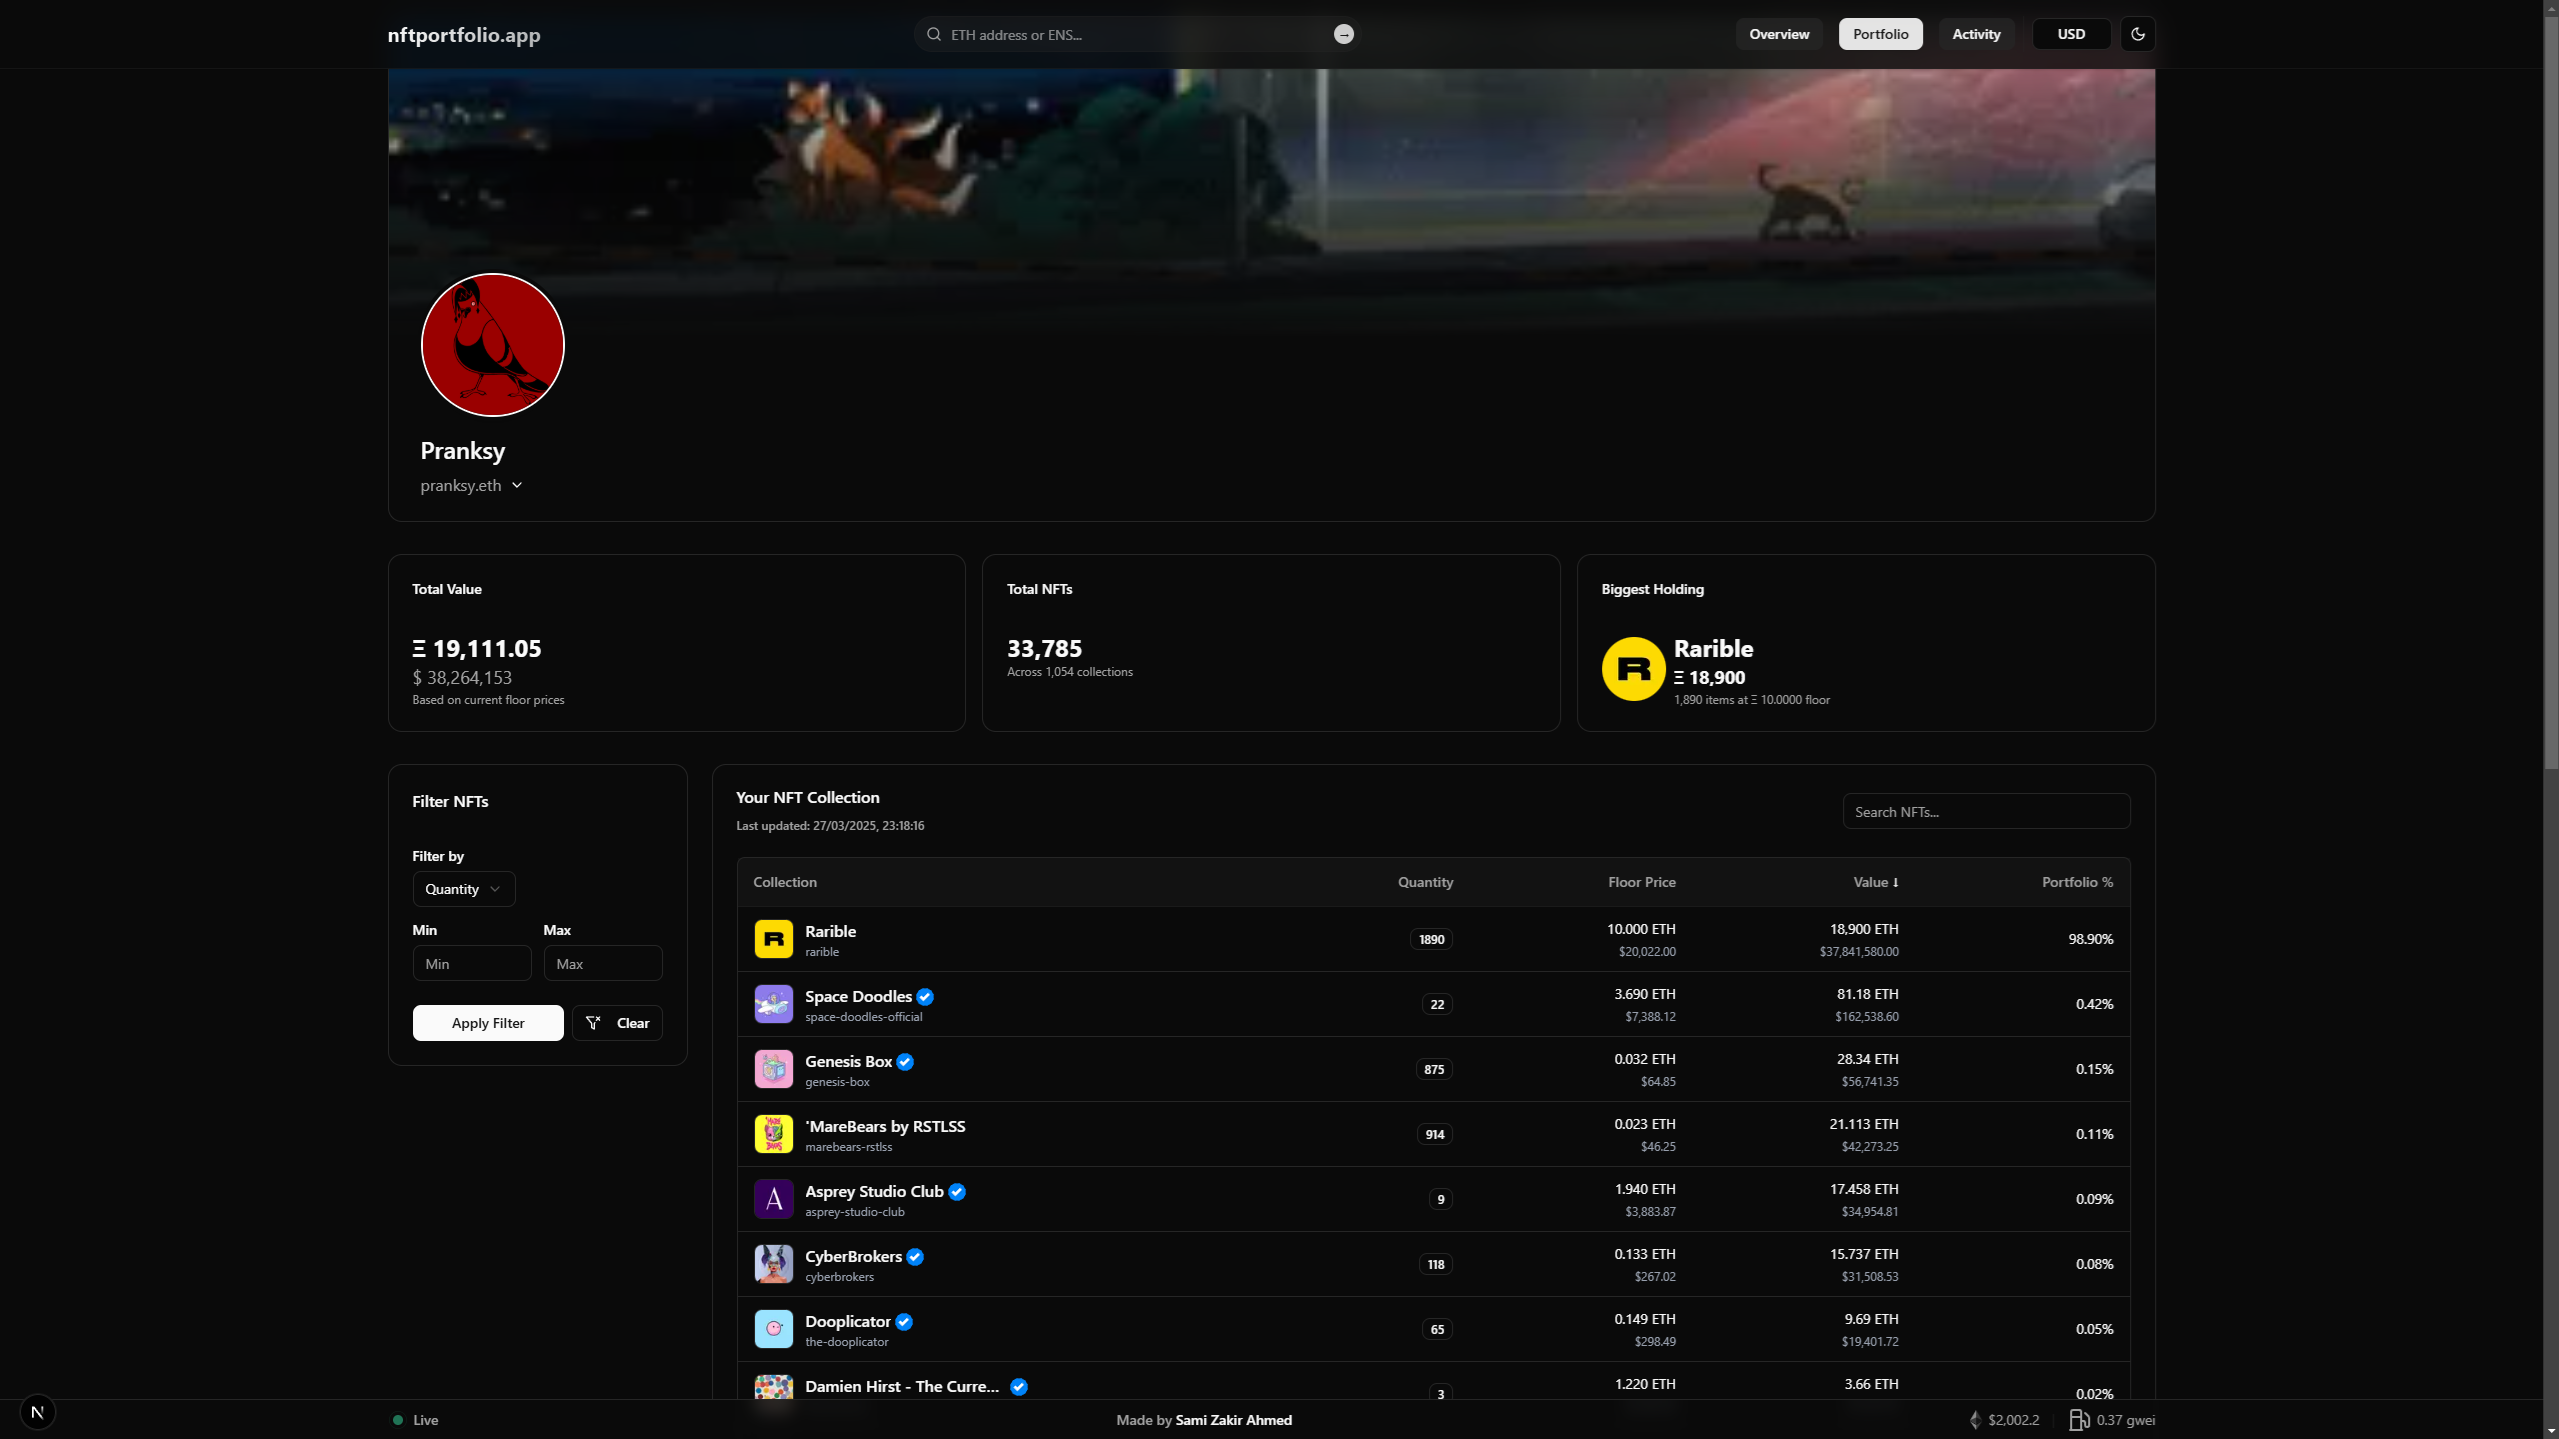 nftportfolio.app
ETH address or ENS...
→
Overview
Portfolio
Activity
USD
Pranksy
pranksy.eth
Total Value
Ξ 19,111.05
$ 38,264,153
Based on current floor prices
Total NFTs
33,785
Across 1,054 collections
Biggest Holding
R
Rarible
Ξ 18,900
1,890 items at Ξ 10.0000 floor
Filter NFTs
Filter by
Quantity
Min Max
Min Max
Apply Filter
Clear
Your NFT Collection
Last updated: 27/03/2025, 23:18:16
Search NFTs...
Collection Quantity Floor Price Value ↓ Portfolio %
R
Rarible
rarible
1890
10.000 ETH
$20,022.00
18,900 ETH
$37,841,580.00
98.90%
Space Doodles
space-doodles-official
22
3.690 ETH
$7,388.12
81.18 ETH
$162,538.60
0.42%
Genesis Box
genesis-box
875
0.032 ETH
$64.85
28.34 ETH
$56,741.35
0.15%
'MareBears by RSTLSS
marebears-rstlss
914
0.023 ETH
$46.25
21.113 ETH
$42,273.25
0.11%
A
Asprey Studio Club
asprey-studio-club
9
1.940 ETH
$3,883.87
17.458 ETH
$34,954.81
0.09%
CyberBrokers
cyberbrokers
118
0.133 ETH
$267.02
15.737 ETH
$31,508.53
0.08%
Dooplicator
the-dooplicator
65
0.149 ETH
$298.49
9.69 ETH
$19,401.72
0.05%
Damien Hirst - The Curre...
3
1.220 ETH
3.66 ETH
0.02%
N
Live
Made by Sami Zakir Ahmed
$2,002.2
0.37 gwei